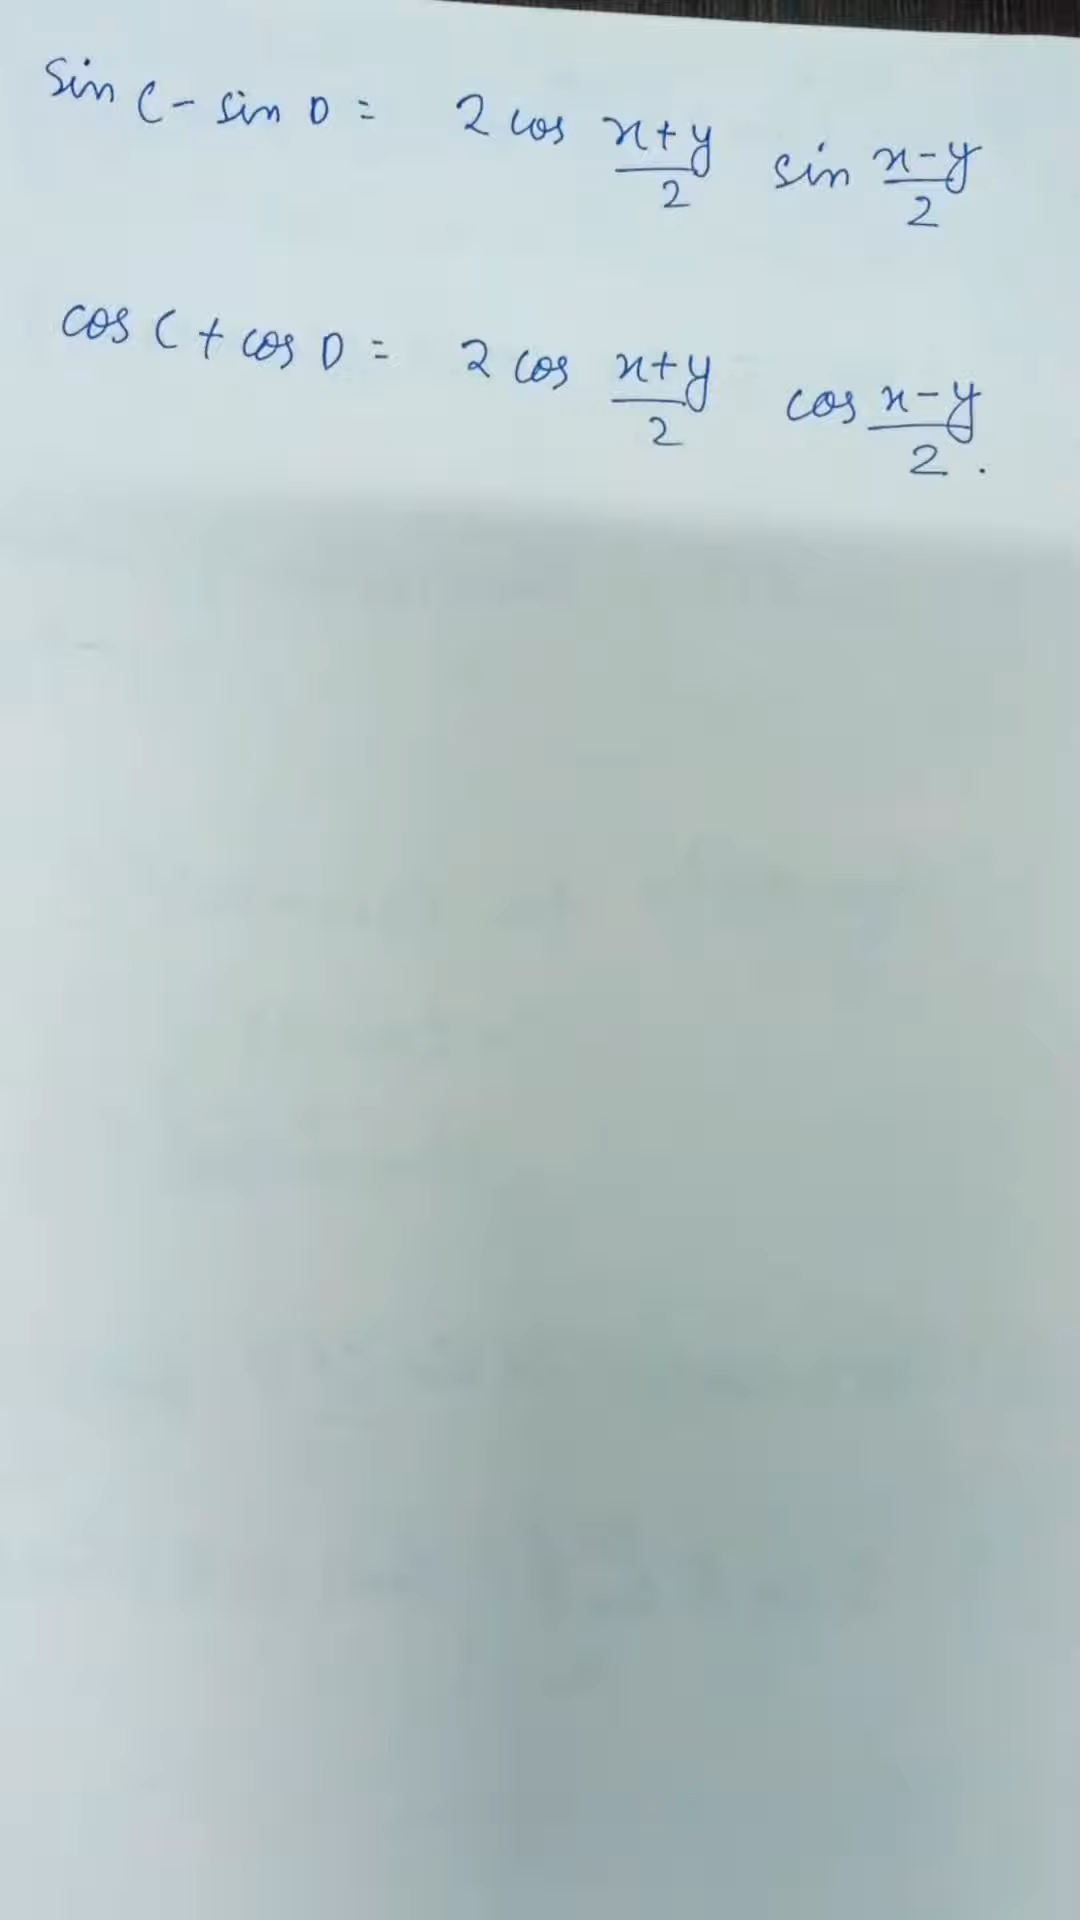 sin C - sin D = 2 cos x+y/2 sin x-y/2
cos C + cos D = 2 cos x+y/2 cos x-y/2.